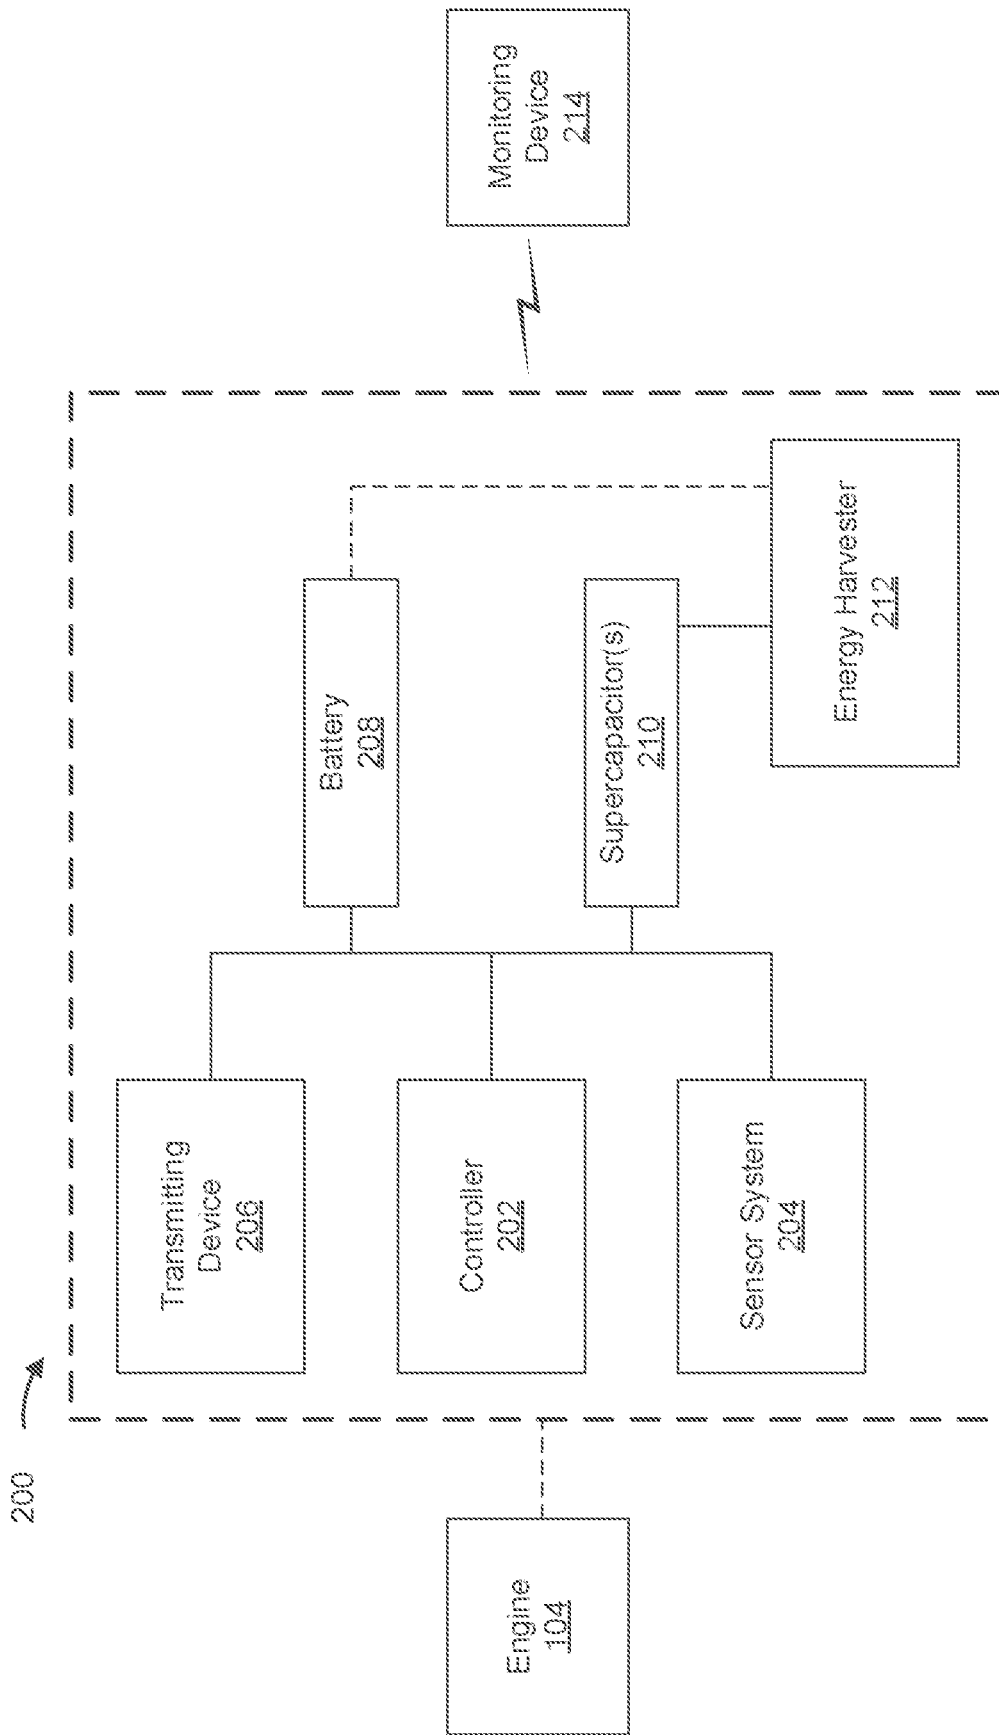 200
Engine
104
Transmitting
Device
206
Controller
202
Sensor System
204
Battery
208
Supercapacitor(s)
210
Energy Harvester
212
Monitoring
Device
214